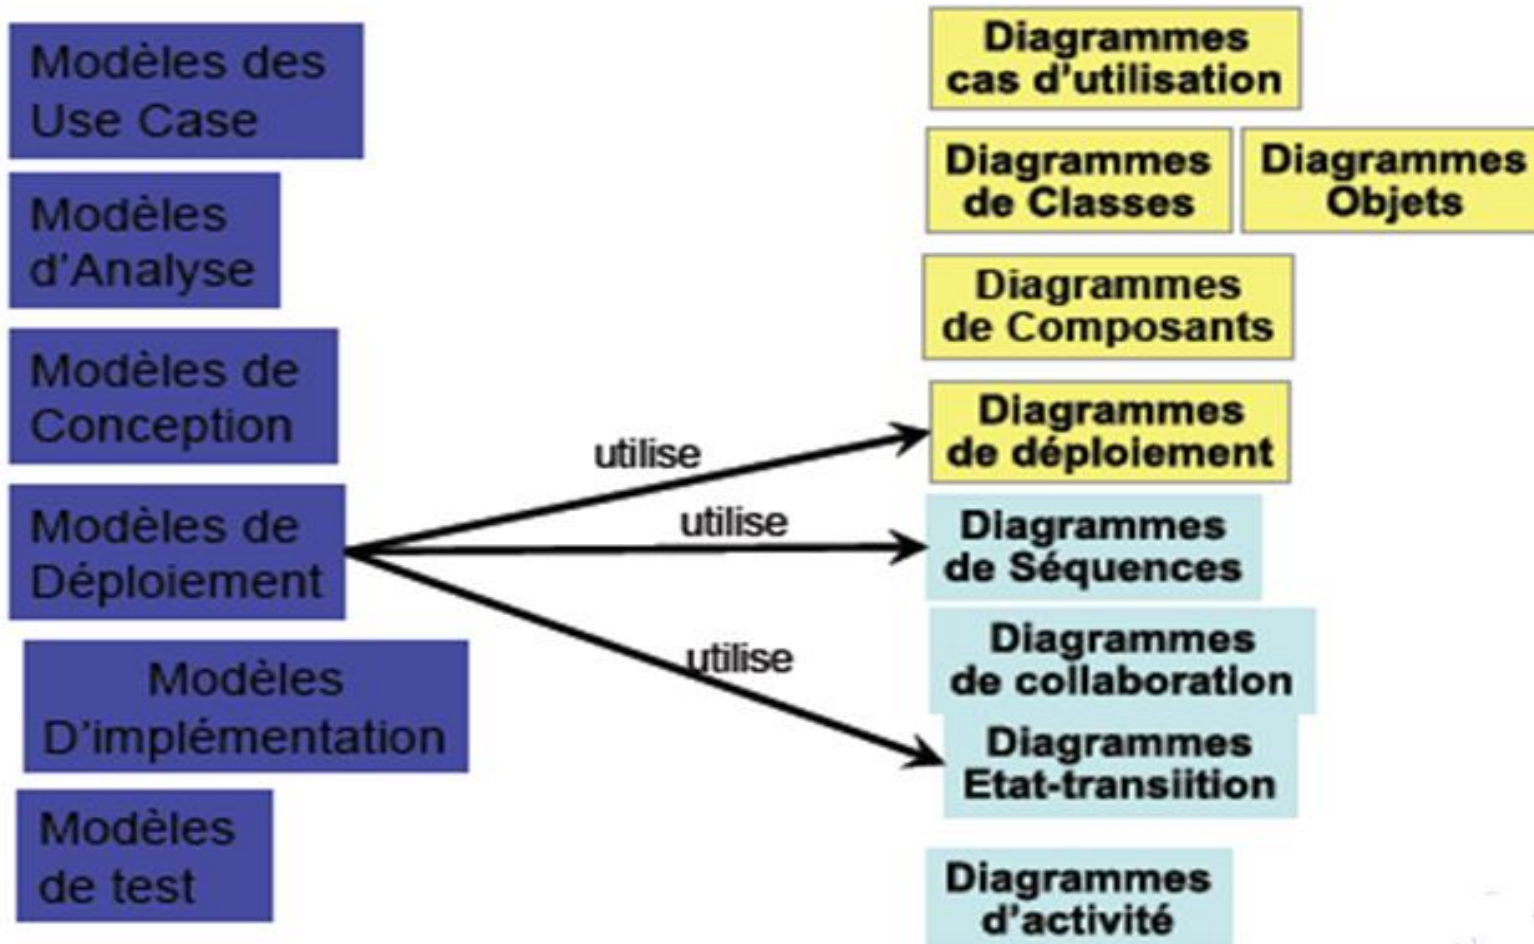 Modèles des
Use Case
Modèles
d'Analyse
Modèles de
Conception
Modèles de
Déploiement
Modèles
D'implémentation
Modèles
de test
utilise
utilise
utilise
Diagrammes
cas d'utilisation
Diagrammes
de Classes
Diagrammes
Objets
Diagrammes
de Composants
Diagrammes
de déploiement
Diagrammes
de Séquences
Diagrammes
de collaboration
Diagrammes
Etat-transiition
Diagrammes
d'activité